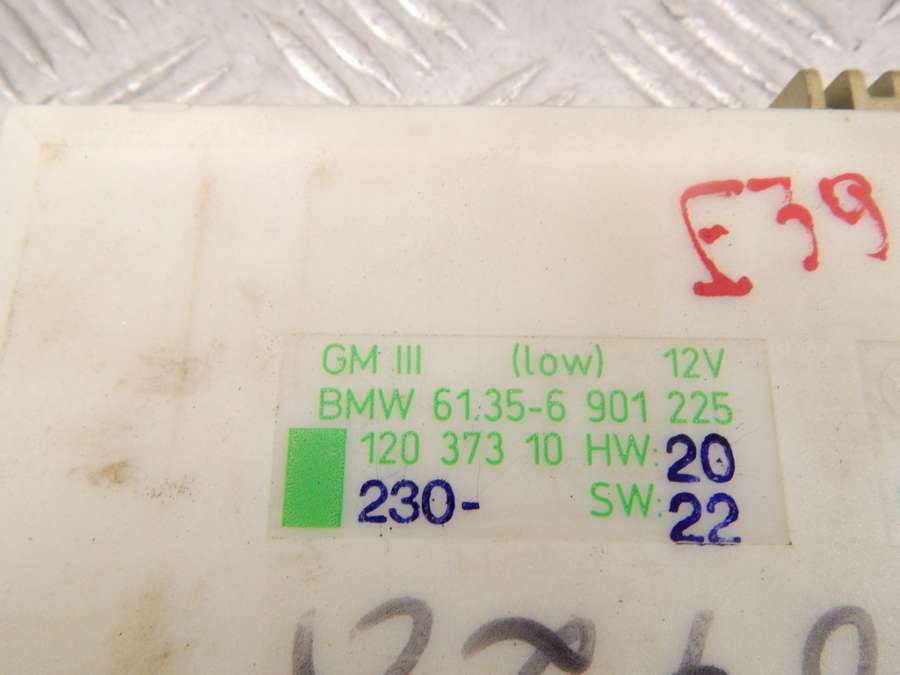 E39
GM III (low) 12V
BMW 61.35-6 901 225
120 373 10 HW: 20
230- SW: 22